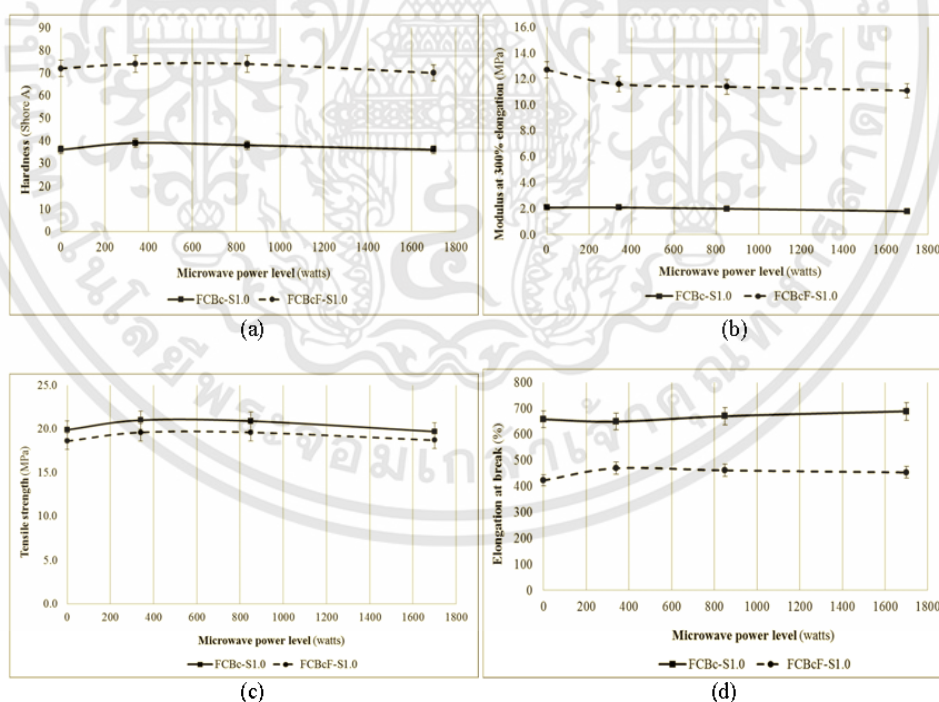 Hardness (Shore A)
90
80
70
60
50
40
30
20
10
0
0 200 400 600 800 1000 1200 1400 1600 1800
Microwave power level (watts)
FCBc-S1.0 FCBcF-S1.0
(a)
Modulus at 300% elongation (MPa)
16.0
14.0
12.0
10.0
8.0
6.0
4.0
2.0
0.0
0 200 400 600 800 1000 1200 1400 1600 1800
Microwave power level (watts)
FCBc-S1.0 FCBcF-S1.0
(b)
Tensile strength (MPa)
25.0
20.0
15.0
10.0
5.0
0.0
0 200 400 600 800 1000 1200 1400 1600 1800
Microwave power level (watts)
FCBc-S1.0 FCBcF-S1.0
(c)
Elongation at break (%)
800
700
600
500
400
300
200
100
0
0 200 400 600 800 1000 1200 1400 1600 1800
Microwave power level (watts)
FCBc-S1.0 FCBcF-S1.0
(d)